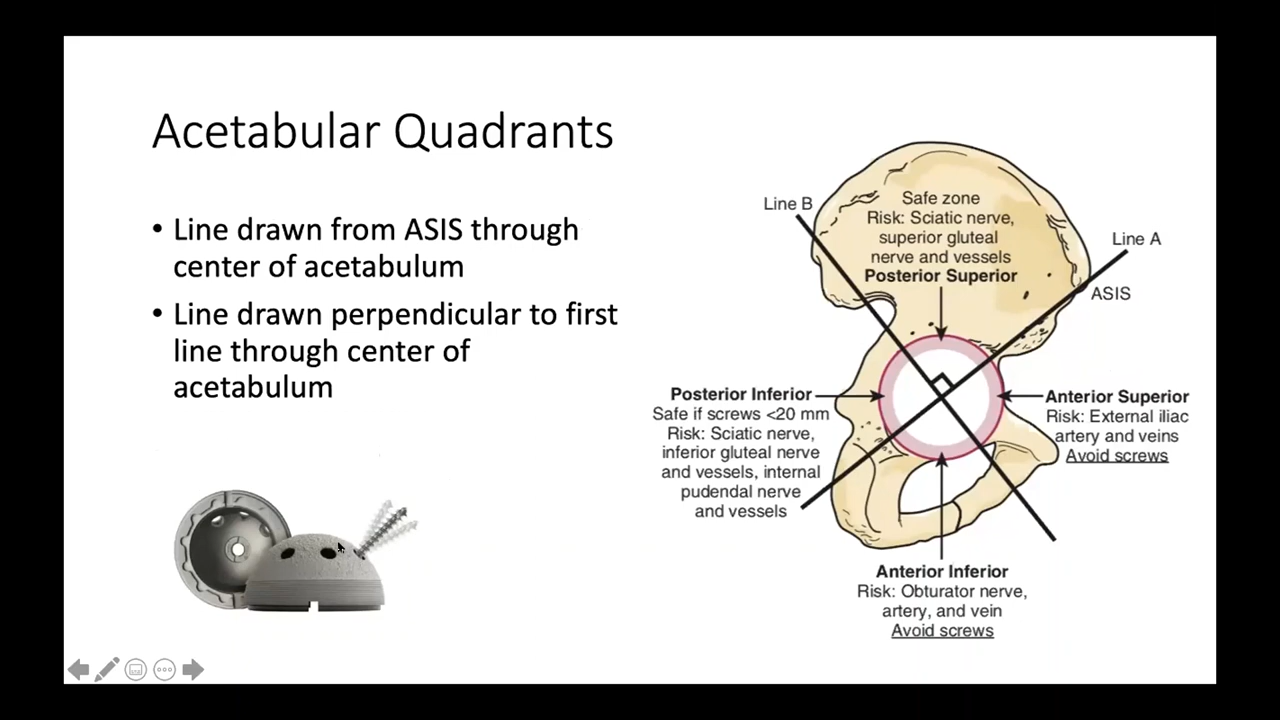 Acetabular Quadrants
• Line drawn from ASIS through
center of acetabulum
• Line drawn perpendicular to first
line through center of
acetabulum
Line B
Safe zone
Risk: Sciatic nerve,
superior gluteal
nerve and vessels
Posterior Superior
Line A
ASIS
Posterior Inferior
Safe if screws <20 mm
Risk: Sciatic nerve,
inferior gluteal nerve
and vessels, internal
pudendal nerve
and vessels
Anterior Superior
Risk: External iliac
artery and veins
Avoid screws
Anterior Inferior
Risk: Obturator nerve,
artery, and vein
Avoid screws